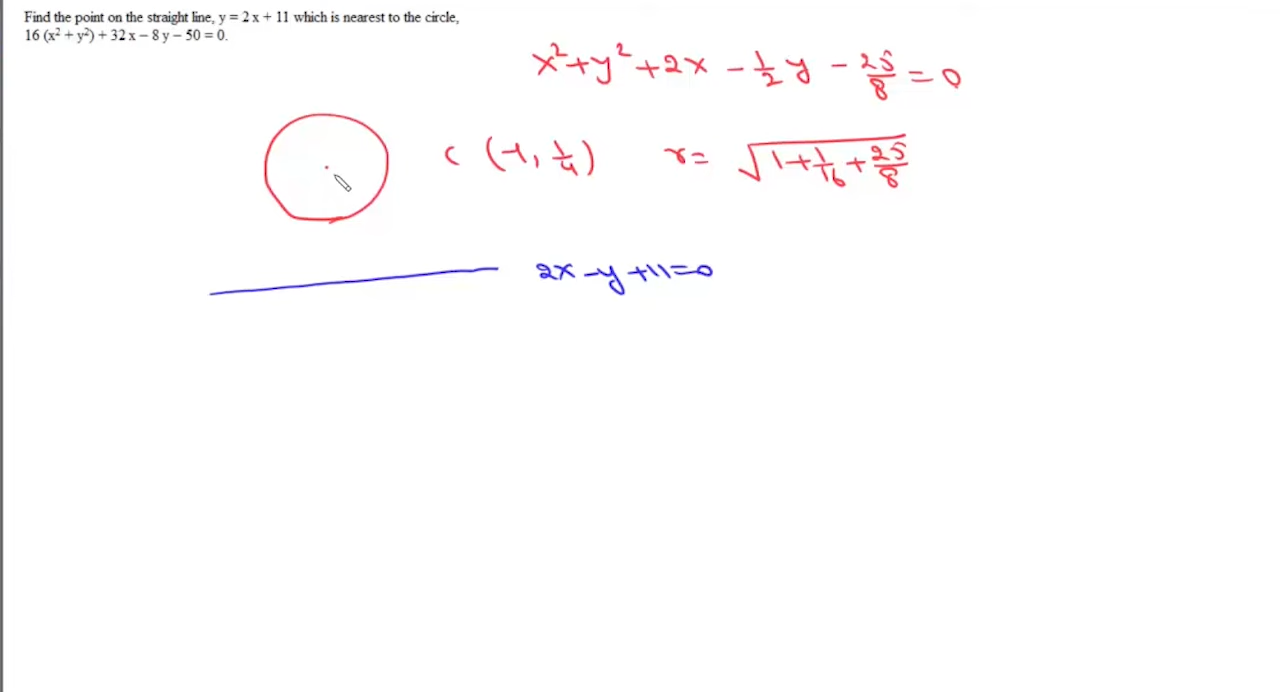 Find the point on the straight line, y = 2 x + 11 which is nearest to the circle,
16 (x² + y²) + 32 x – 8 y – 50 = 0.
x² + y² + 2x - 1/2 y - 25/8 = 0
C (-1, 1/4) r = √(1 + 1/16 + 25/8)
2x - y + 11 = 0